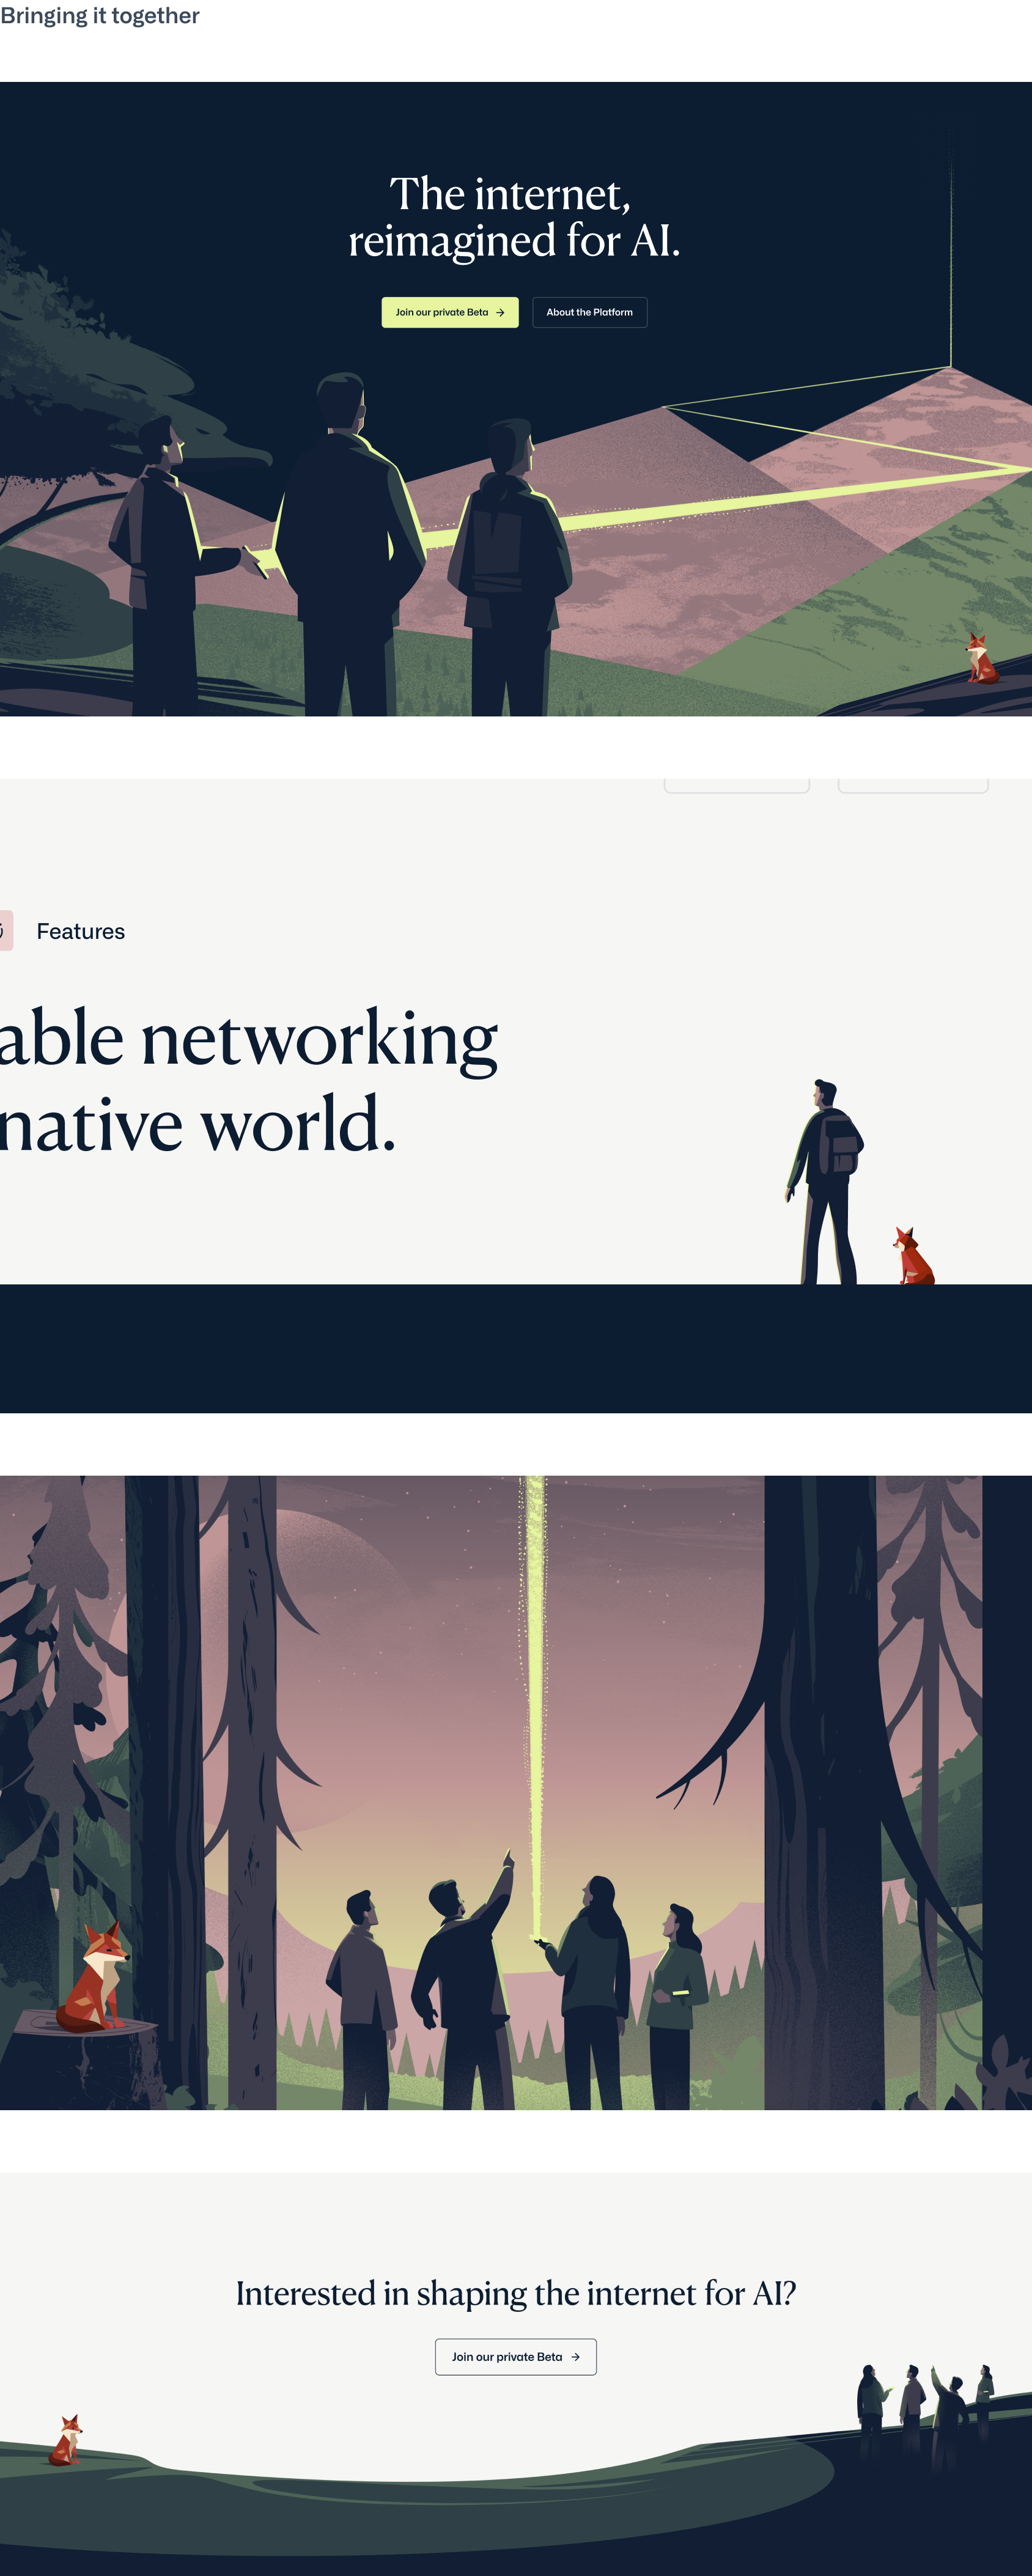 Bringing it together
The internet,
reimagined for AI.
Join our private Beta
About the Platform
Features
able networking
native world.
Interested in shaping the internet for AI?
Join our private Beta